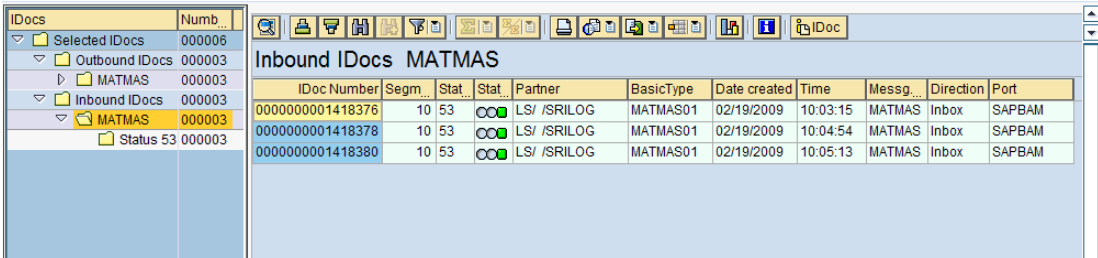 IDocs Numb...
Selected IDocs 000006
Outbound IDocs 000003
MATMAS 000003
Inbound IDocs 000003
MATMAS 000003
Status 53 000003
IDoc
Inbound IDocs MATMAS
IDoc Number Segm... Stat... Stat... Partner BasicType Date created Time Messg... Direction Port
0000000001418376 10 53 LS/ /SRILOG MATMAS01 02/19/2009 10:03:15 MATMAS Inbox SAPBAM
0000000001418378 10 53 LS/ /SRILOG MATMAS01 02/19/2009 10:04:54 MATMAS Inbox SAPBAM
0000000001418380 10 53 LS/ /SRILOG MATMAS01 02/19/2009 10:05:13 MATMAS Inbox SAPBAM